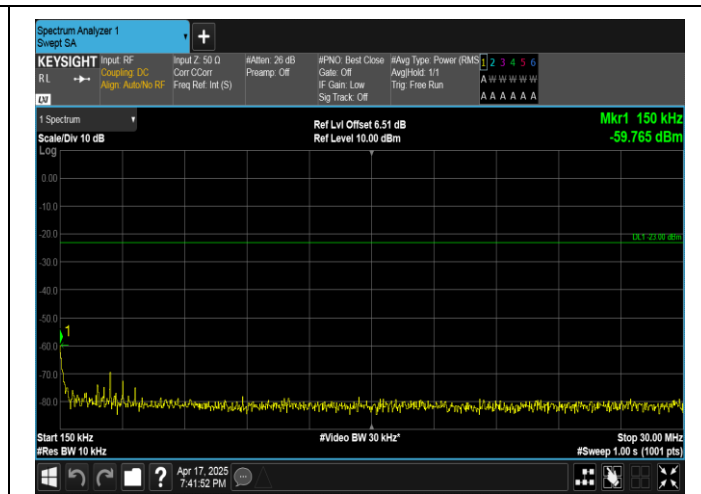 Spectrum Analyzer 1
Swept SA
+
KEYSIGHT
RL
LXI
Input: RF
Coupling: DC
Align: Auto/No RF
Input Z: 50 Ω
Corr CCorr
Freq Ref: Int (S)
#Atten: 26 dB
Preamp: Off
#PNO: Best Close
Gate: Off
IF Gain: Low
Sig Track: Off
#Avg Type: Power (RMS
Avg|Hold: 1/1
Trig: Free Run
1 2 3 4 5 6
A W W W W W
A A A A A A
1 Spectrum
Scale/Div 10 dB
Log
Ref Lvl Offset 6.51 dB
Ref Level 10.00 dBm
Mkr1 150 kHz
-59.765 dBm
0.00
-10.0
-20.0
DL1 -23.00 dBm
-30.0
-40.0
-50.0
1
-60.0
-70.0
-80.0
Start 150 kHz
#Res BW 10 kHz
#Video BW 30 kHz*
Stop 30.00 MHz
#Sweep 1.00 s (1001 pts)
?
Apr 17, 2025
7:41:52 PM